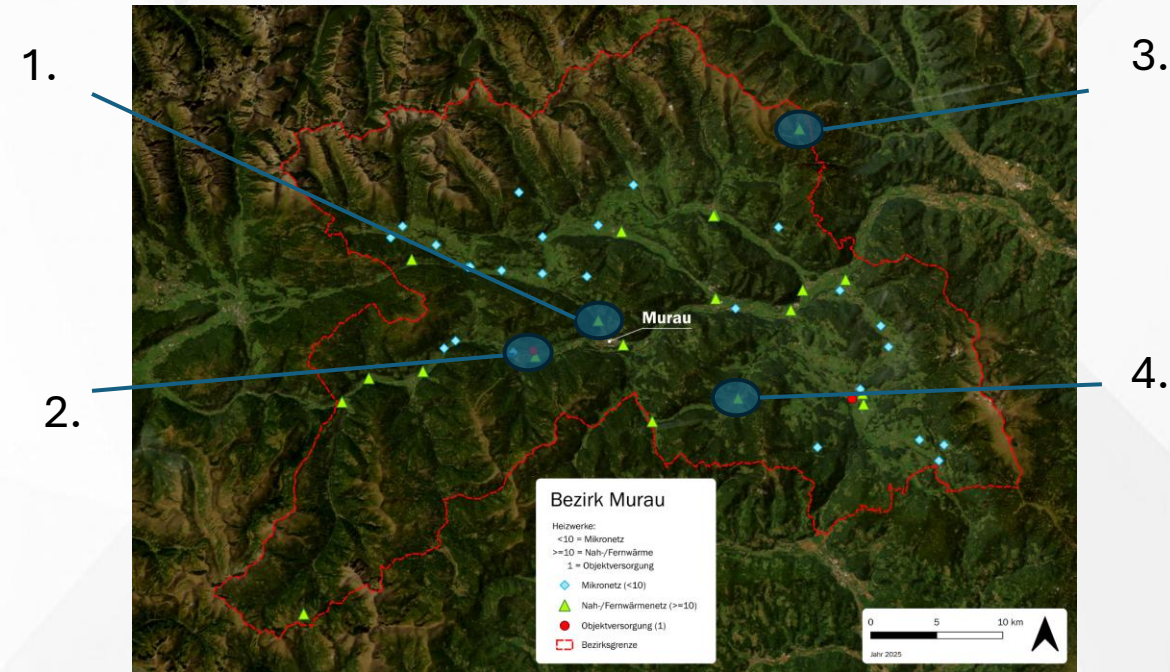 1.
3.
Murau
2.
4.
Bezirk Murau
Heizwerke:
<10 = Mikronetz
>=10 = Nah-/Fernwärme
1 = Objektversorgung
Mikronetz (<10)
Nah-/Fernwärmenetz (>=10)
Objektversorgung (1)
Bezirksgrenze
0 5 10 km
Jahr 2025